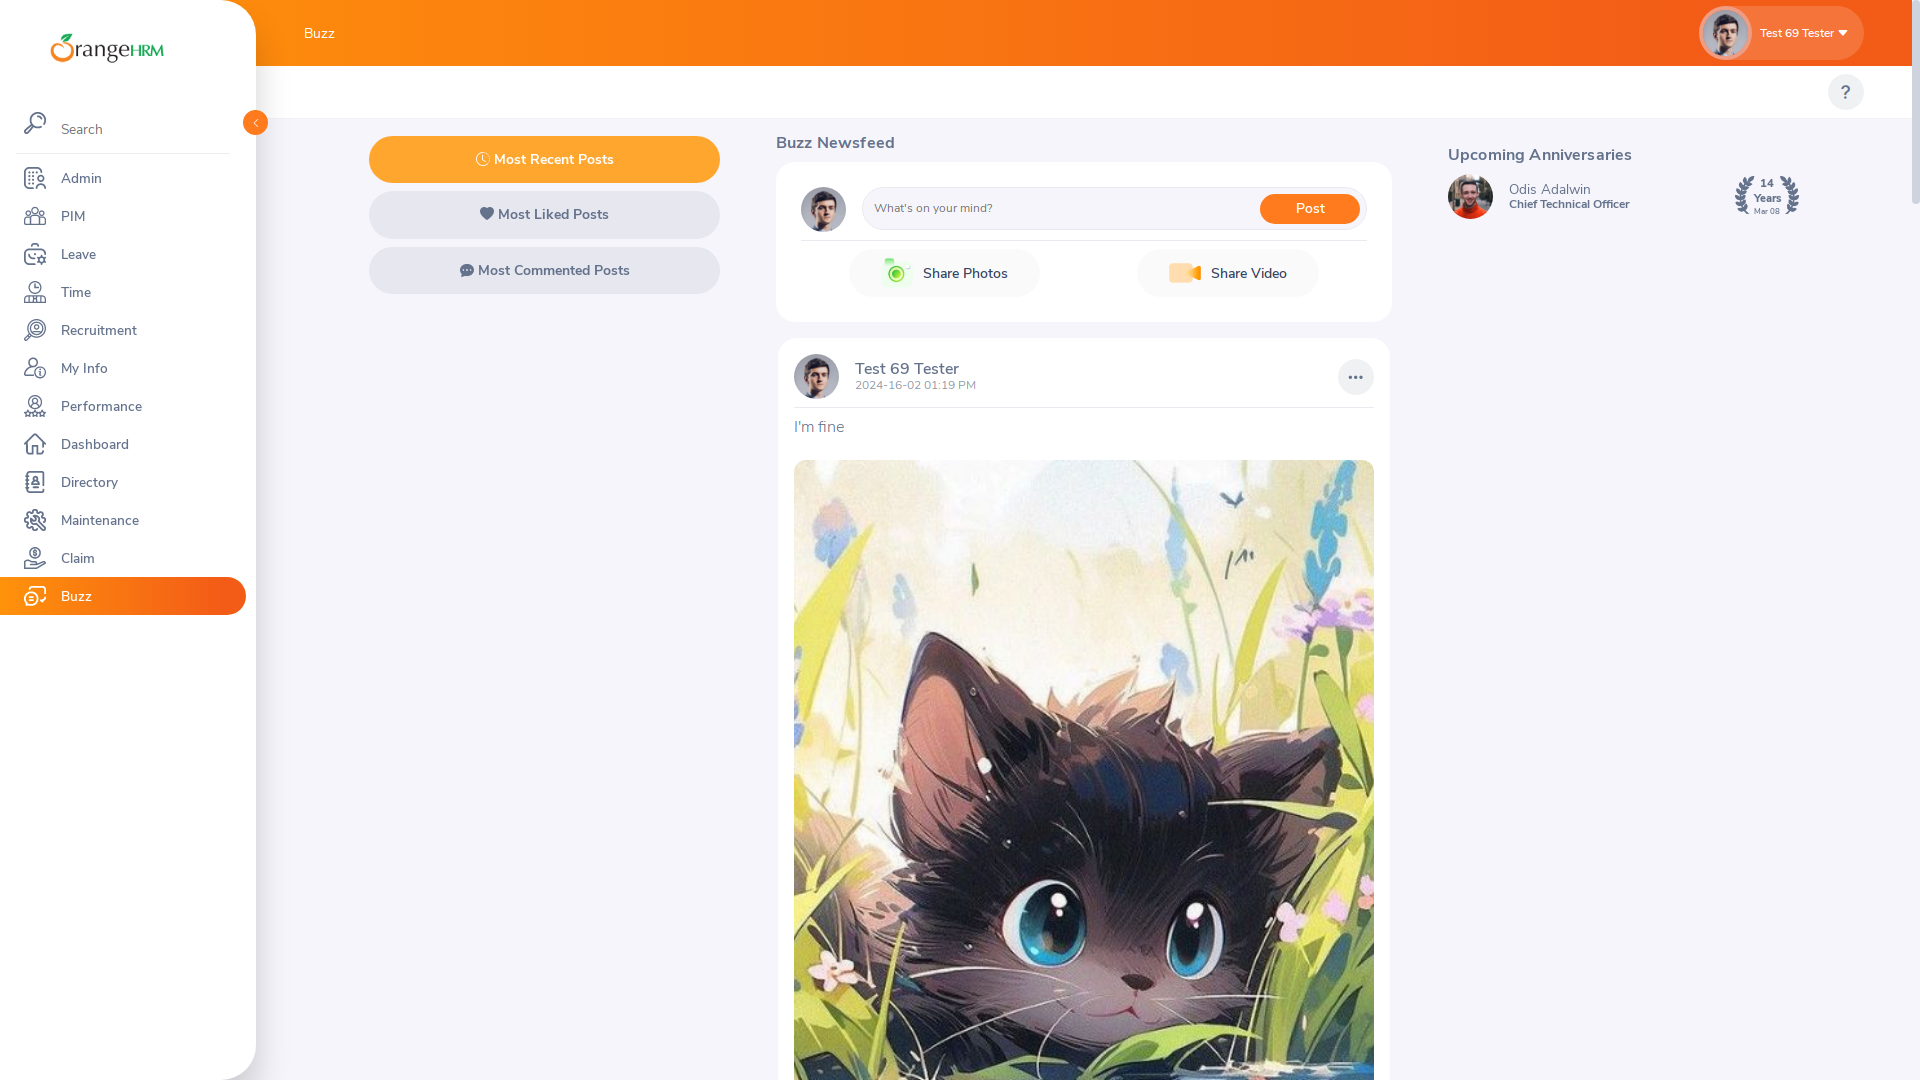 OrangeHRM
Search
Admin
PIM
Leave
Time
Recruitment
My Info
Performance
Dashboard
Directory
Maintenance
Claim
Buzz
Buzz
Test 69 Tester
?
Most Recent Posts
Most Liked Posts
Most Commented Posts
Buzz Newsfeed
What's on your mind?
Post
Share Photos
Share Video
Test 69 Tester
2024-16-02 01:19 PM
I'm fine
Upcoming Anniversaries
Odis Adalwin
Chief Technical Officer
14
Years
Mar 08